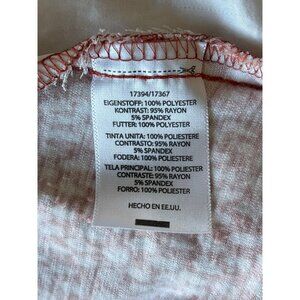 17394/17367
EIGENSTOFF: 100% POLYESTER
KONTRAST: 95% RAYON
5% SPANDEX
FUTTER: 100% POLYESTER
TINTA UNITA: 100% POLIESTERE
CONTRASTO: 95% RAYON
5% SPANDEX
FODERA: 100% POLIESTERE
TELA PRINCIPAL: 100% POLIESTER
CONTRASTE: 95% RAYON
5% SPANDEX
FORRO: 100% POLIESTER
HECHO EN EE.UU.